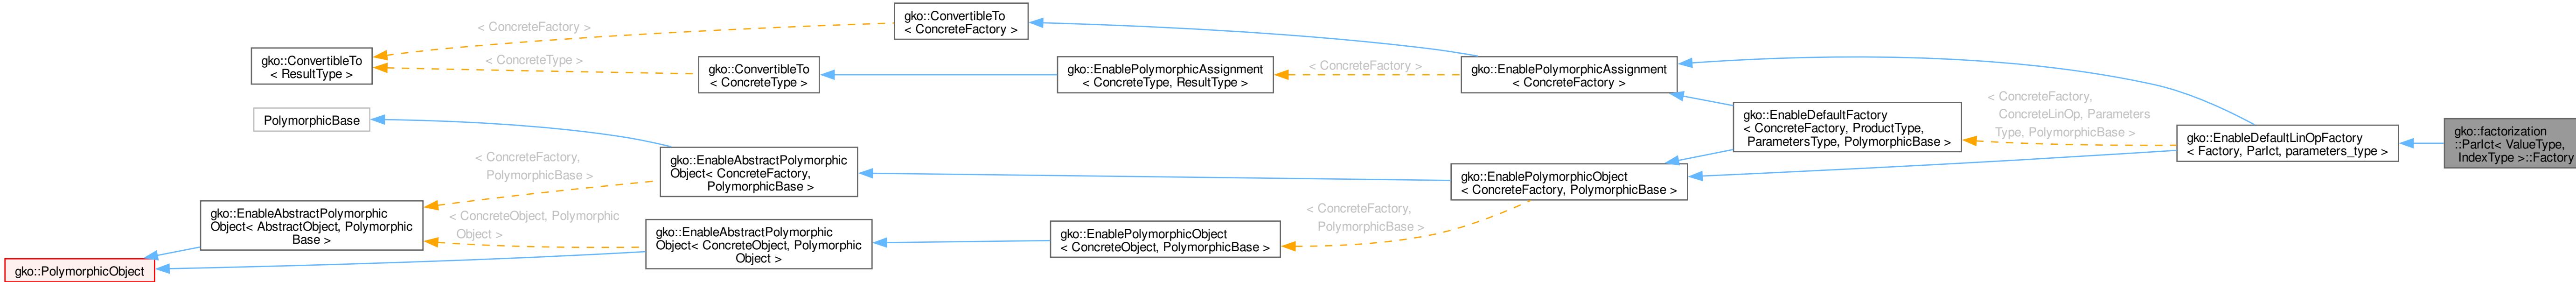 gko::ConvertibleTo
< ConcreteFactory >
< ConcreteFactory >
gko::ConvertibleTo
< ResultType >
< ConcreteType >
gko::ConvertibleTo
< ConcreteType >
gko::EnablePolymorphicAssignment
< ConcreteType, ResultType >
< ConcreteFactory >
gko::EnablePolymorphicAssignment
< ConcreteFactory >
PolymorphicBase
gko::EnableDefaultFactory
< ConcreteFactory, ProductType,
ParametersType, PolymorphicBase >
< ConcreteFactory,
ConcreteLinOp, Parameters
Type, PolymorphicBase >
gko::EnableDefaultLinOpFactory
< Factory, ParIct, parameters_type >
gko::factorization
::ParIct< ValueType,
IndexType >::Factory
< ConcreteFactory,
PolymorphicBase >
gko::EnableAbstractPolymorphic
Object< ConcreteFactory,
PolymorphicBase >
gko::EnablePolymorphicObject
< ConcreteFactory, PolymorphicBase >
gko::EnableAbstractPolymorphic
Object< AbstractObject, Polymorphic
Base >
< ConcreteObject, Polymorphic
Object >
gko::EnableAbstractPolymorphic
Object< ConcreteObject, Polymorphic
Object >
gko::EnablePolymorphicObject
< ConcreteObject, PolymorphicBase >
< ConcreteFactory,
PolymorphicBase >
gko::PolymorphicObject